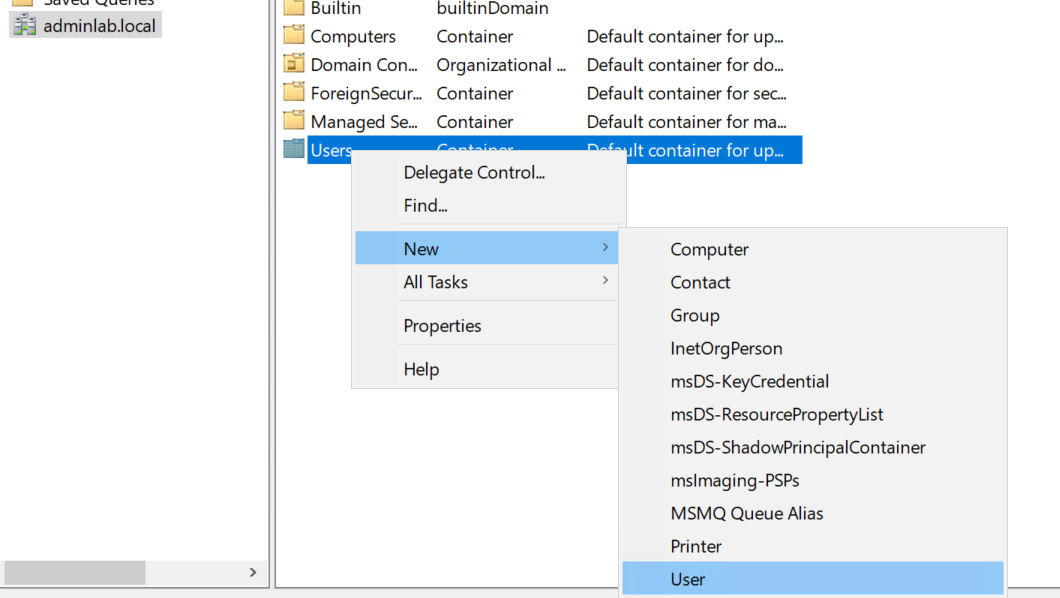 Saved Queries
adminlab.local
Builtin builtinDomain
Computers Container Default container for up...
Domain Con... Organizational ... Default container for do...
ForeignSecur... Container Default container for sec...
Managed Se... Container Default container for ma...
Users Container Default container for up...
Delegate Control...
Find...
New
All Tasks
Properties
Help
Computer
Contact
Group
InetOrgPerson
msDS-KeyCredential
msDS-ResourcePropertyList
msDS-ShadowPrincipalContainer
msImaging-PSPs
MSMQ Queue Alias
Printer
User